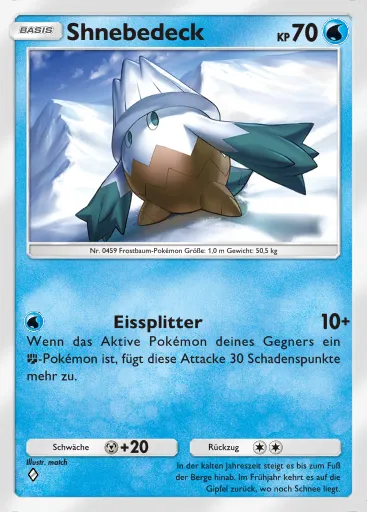 BASIS Shnebedeck KP 70
Nr. 0459 Frostbaum-Pokémon Größe: 1,0 m Gewicht: 50,5 kg
Eissplitter 10+
Wenn das Aktive Pokémon deines Gegners ein
-Pokémon ist, fügt diese Attacke 30 Schadenspunkte
mehr zu.
Schwäche +20 Rückzug
Illustr. match
In der kalten Jahreszeit steigt es bis zum Fuß
der Berge hinab. Im Frühjahr kehrt es auf die
Gipfel zurück, wo noch Schnee liegt.